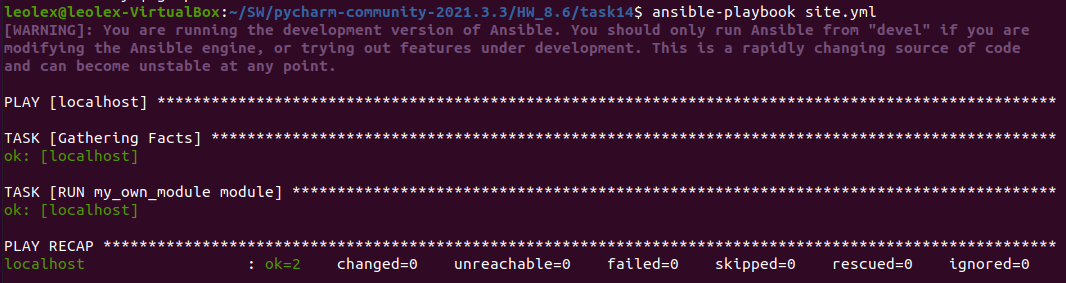 leolex@leolex-VirtualBox:~/SW/pycharm-community-2021.3.3/HW_8.6/task14$ ansible-playbook site.yml
[WARNING]: You are running the development version of Ansible. You should only run Ansible from "devel" if you are
modifying the Ansible engine, or trying out features under development. This is a rapidly changing source of code
and can become unstable at any point.
PLAY [localhost] ****************************************************************************************************
TASK [Gathering Facts] **********************************************************************************************
ok: [localhost]
TASK [RUN my_own_module module] *************************************************************************************
ok: [localhost]
PLAY RECAP **********************************************************************************************************
localhost                  : ok=2    changed=0    unreachable=0    failed=0    skipped=0    rescued=0    ignored=0